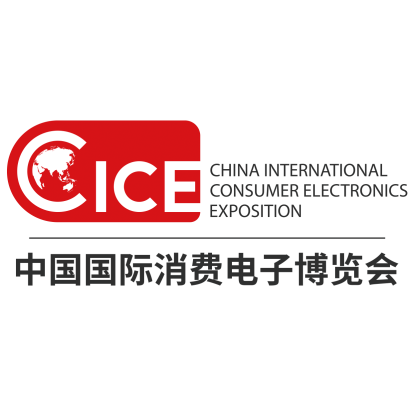 CICE
CHINA INTERNATIONAL
CONSUMER ELECTRONICS
EXPOSITION
中国国际消费电子博览会